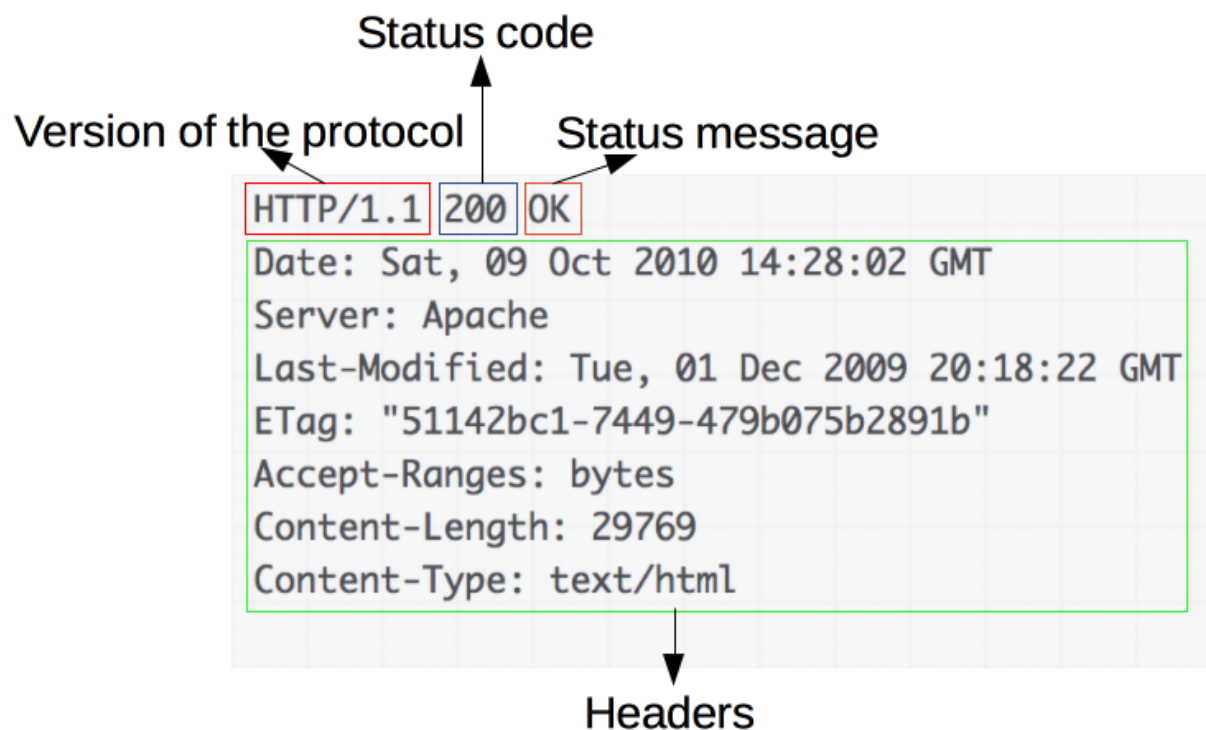 Status code
Version of the protocol
Status message
HTTP/1.1 200 OK
Date: Sat, 09 Oct 2010 14:28:02 GMT
Server: Apache
Last-Modified: Tue, 01 Dec 2009 20:18:22 GMT
ETag: "51142bc1-7449-479b075b2891b"
Accept-Ranges: bytes
Content-Length: 29769
Content-Type: text/html
Headers